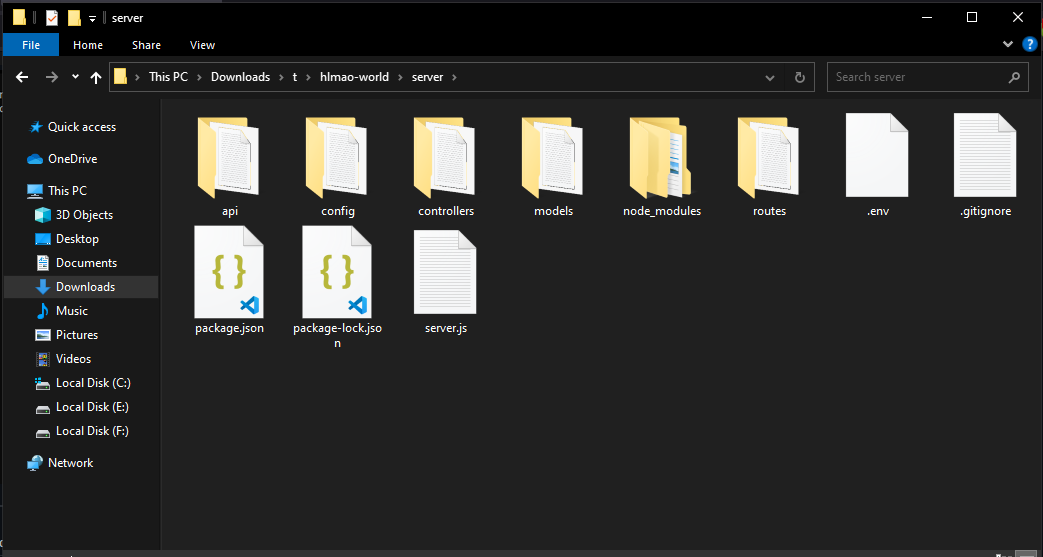 server
File Home Share View
This PC Downloads t hlmao-world server
Search server
Quick access
OneDrive
This PC
3D Objects
Desktop
Documents
Downloads
Music
Pictures
Videos
Local Disk (C:)
Local Disk (E:)
Local Disk (F:)
Network
api config controllers models node_modules routes .env .gitignore
package.json package-lock.jso server.js
n